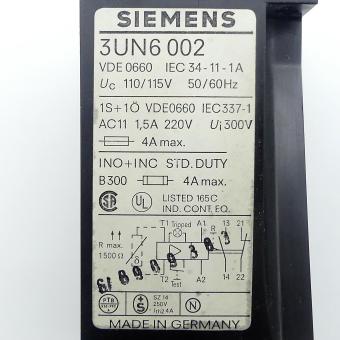 SIEMENS
3UN6 002
VDE 0660 IEC 34-11-1A
Uc 110/115V 50/60Hz
1S+1Ö VDE0660 IEC337-1
AC11 1,5A 220V Ui 300V
4A max.
INO+INC STD. DUTY
B300 4A max.
LISTED 165C
IND. CONT. EQ.
T1 Tripped A1 R 13 21
R max.
1500 Ω
T2 Test A2 14 22
PTB
SZ 14
250V
4A
N
MADE IN GERMANY